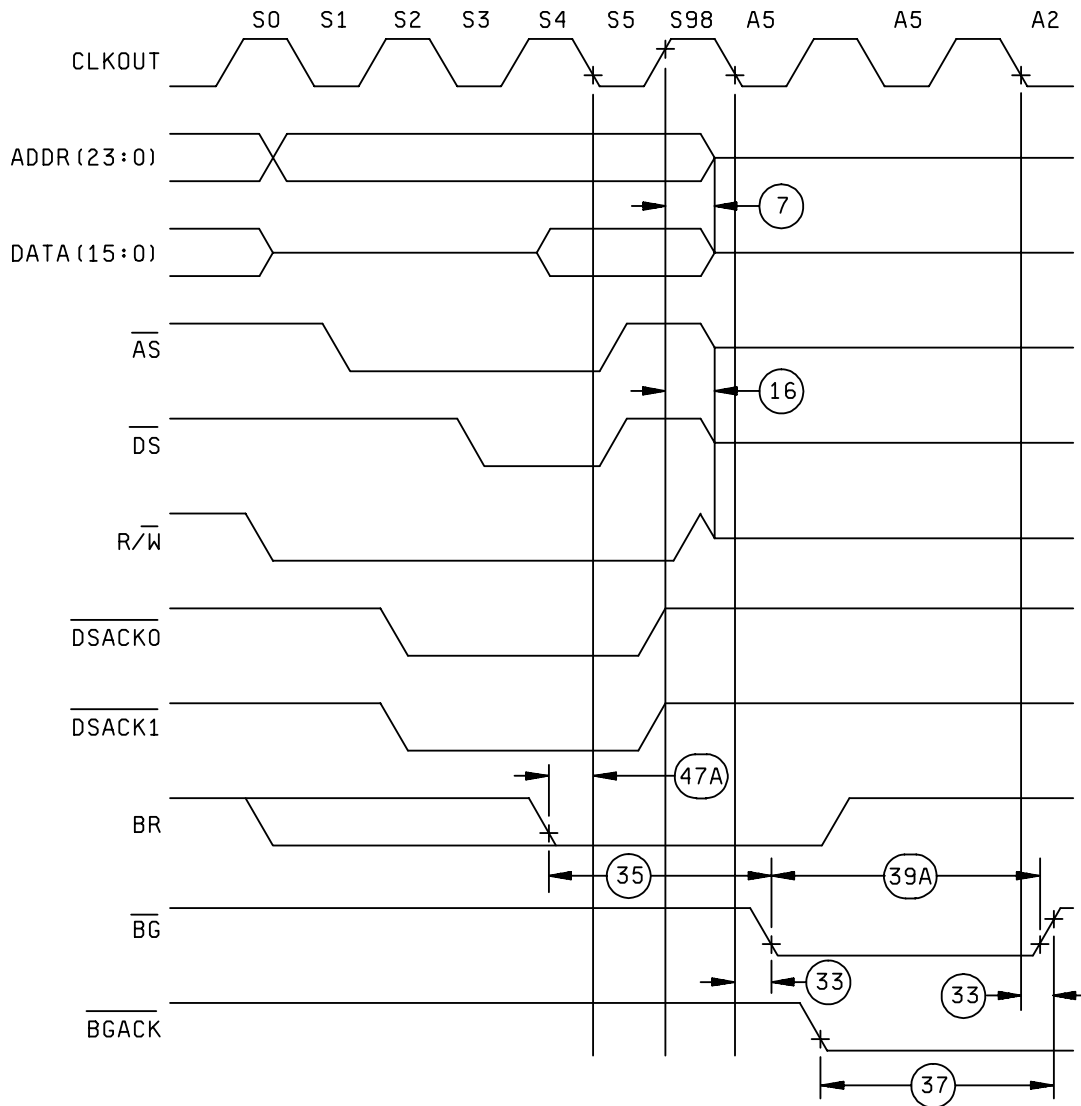 S0 S1 S2 S3 S4 S5 S98 A5 A5 A2
CLKOUT
ADDR(23:0)
7
DATA(15:0)
AS
16
DS
R/W
DSACK0
DSACK1
47A
BR
35 39A
BG
33 33
BGACK
37